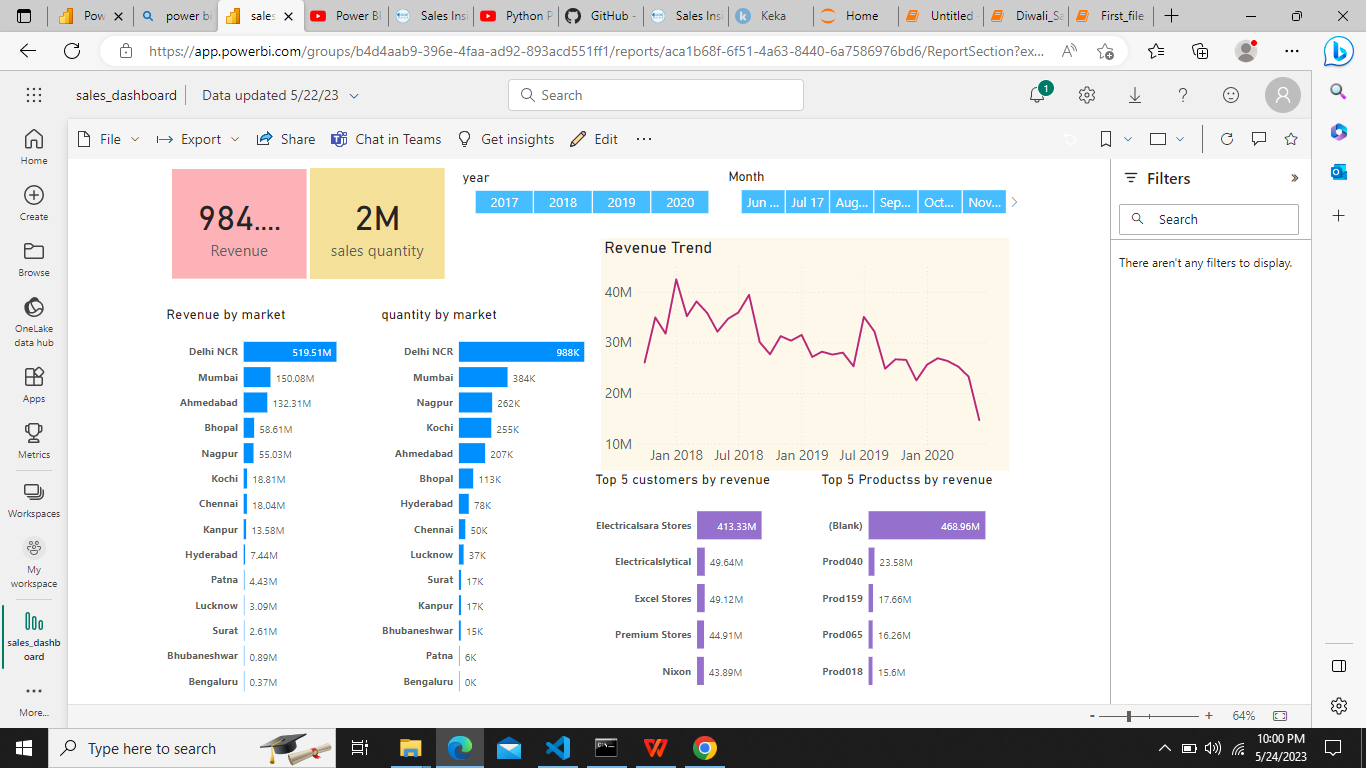 Pow
power bi
sales
Power BI
Sales Insi
Python P
GitHub -
Sales Insi
Keka
Home
Untitled
Diwali_Sa
First_file
https://app.powerbi.com/groups/b4d4aab9-396e-4faa-ad92-893acd551ff1/reports/aca1b68f-6f51-4a63-8440-6a7586976bd6/ReportSection?ex...
sales_dashboard
Data updated 5/22/23
Search
1
File
Export
Share
Chat in Teams
Get insights
Edit
Home
Create
Browse
OneLake
data hub
Apps
Metrics
Workspaces
My
workspace
sales_dashb
oard
More...
984....
Revenue
2M
sales quantity
year
2017 2018 2019 2020
Month
Jun ... Jul 17 Aug... Sep... Oct... Nov...
Revenue by market
Delhi NCR 519.51M
Mumbai 150.08M
Ahmedabad 132.31M
Bhopal 58.61M
Nagpur 55.03M
Kochi 18.81M
Chennai 18.04M
Kanpur 13.58M
Hyderabad 7.44M
Patna 4.43M
Lucknow 3.09M
Surat 2.61M
Bhubaneshwar 0.89M
Bengaluru 0.37M
quantity by market
Delhi NCR 988K
Mumbai 384K
Nagpur 262K
Kochi 255K
Ahmedabad 207K
Bhopal 113K
Hyderabad 78K
Chennai 50K
Lucknow 37K
Surat 17K
Kanpur 17K
Bhubaneshwar 15K
Patna 6K
Bengaluru 0K
Revenue Trend
40M
30M
20M
10M
Jan 2018 Jul 2018 Jan 2019 Jul 2019 Jan 2020
Top 5 customers by revenue
Electricalsara Stores 413.33M
Electricalslytical 49.64M
Excel Stores 49.12M
Premium Stores 44.91M
Nixon 43.89M
Top 5 Productss by revenue
(Blank) 468.96M
Prod040 23.58M
Prod159 17.66M
Prod065 16.26M
Prod018 15.6M
Filters
Search
There aren't any filters to display.
- + 64%
Type here to search
10:00 PM
5/24/2023